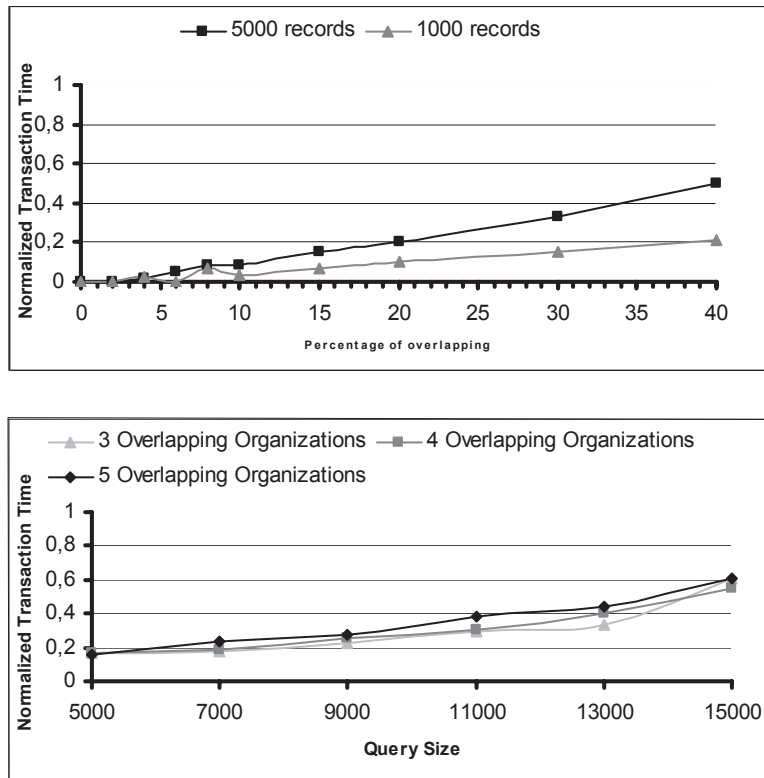 5000 records 1000 records
Normalized Transaction Time
1
0,8
0,6
0,4
0,2
0
0 5 10 15 20 25 30 35 40
Percentage of overlapping
3 Overlapping Organizations 4 Overlapping Organizations
5 Overlapping Organizations
Normalized Transaction Time
1
0,8
0,6
0,4
0,2
0
5000 7000 9000 11000 13000 15000
Query Size